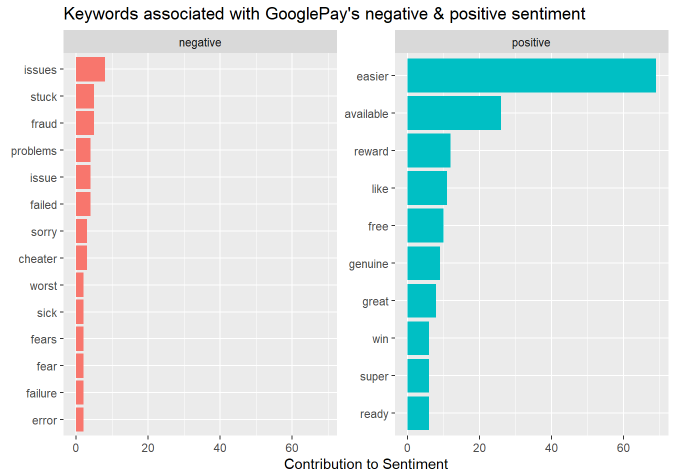 Keywords associated with GooglePay's negative & positive sentiment
negative
issues
stuck
fraud
problems
issue
failed
sorry
cheater
worst
sick
fears
fear
failure
error
0 20 40 60
positive
easier
available
reward
like
free
genuine
great
win
super
ready
0 20 40 60
Contribution to Sentiment